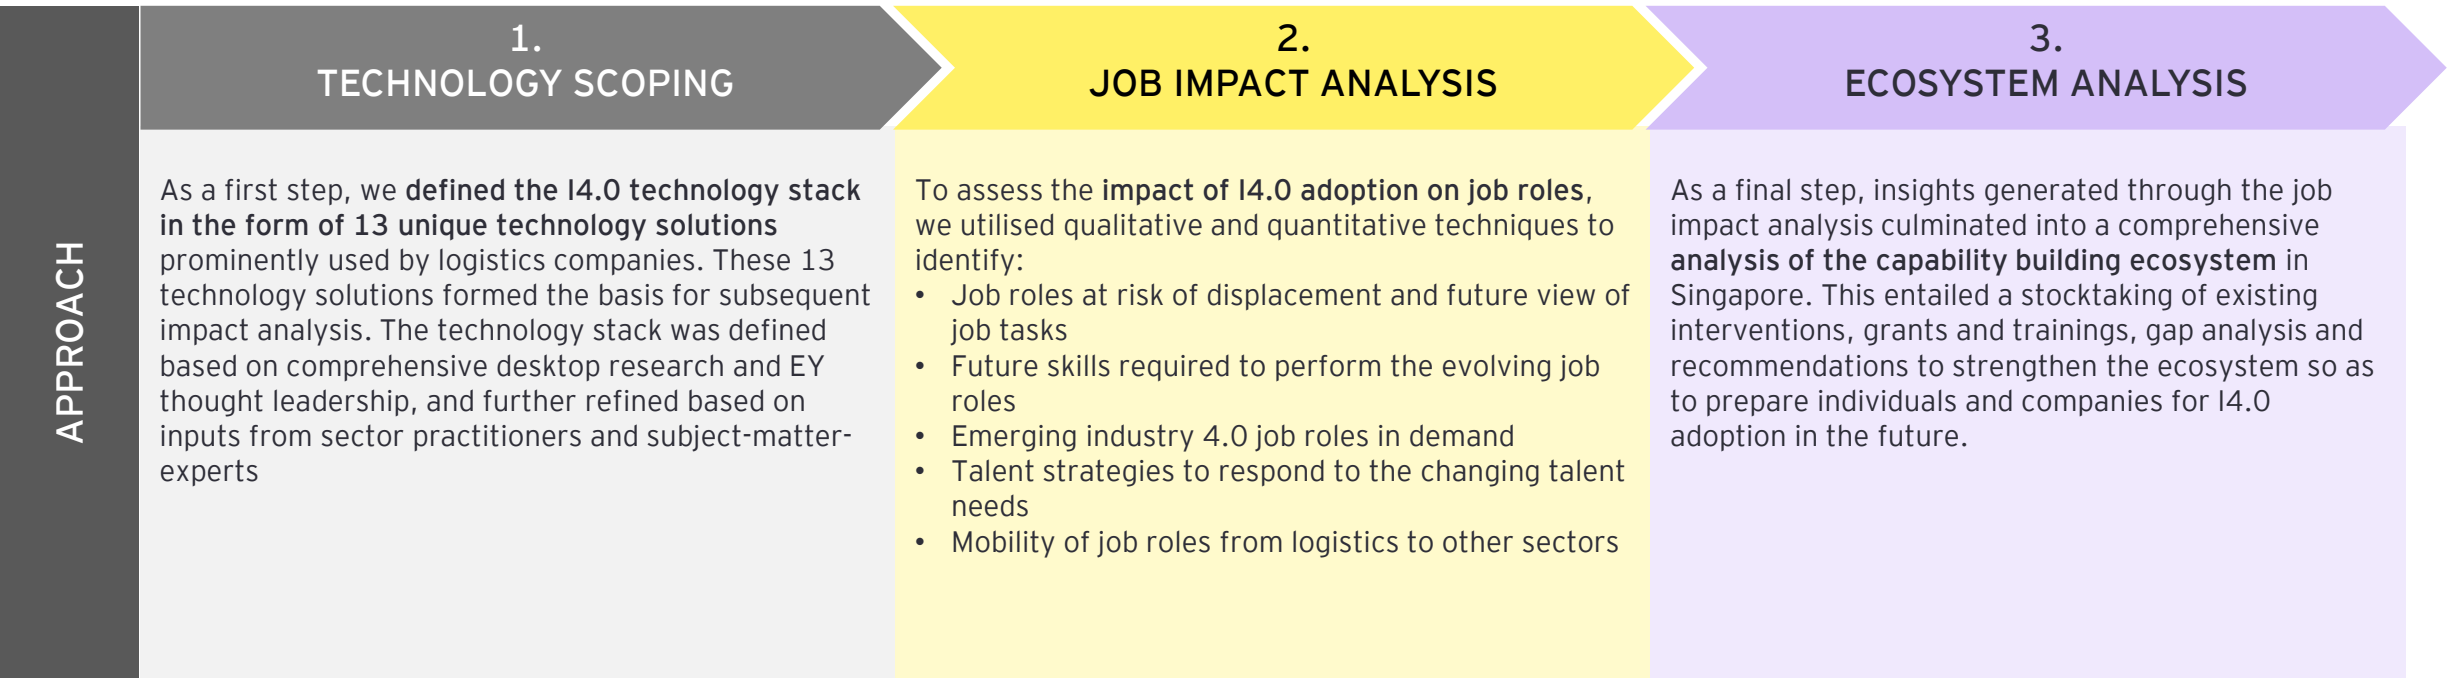 APPROACH
1.
TECHNOLOGY SCOPING
As a first step, we defined the I4.0 technology stack
in the form of 13 unique technology solutions
prominently used by logistics companies. These 13
technology solutions formed the basis for subsequent
impact analysis. The technology stack was defined
based on comprehensive desktop research and EY
thought leadership, and further refined based on
inputs from sector practitioners and subject-matter-
experts
2.
JOB IMPACT ANALYSIS
To assess the impact of I4.0 adoption on job roles,
we utilised qualitative and quantitative techniques to
identify:
• Job roles at risk of displacement and future view of
job tasks
• Future skills required to perform the evolving job
roles
• Emerging industry 4.0 job roles in demand
• Talent strategies to respond to the changing talent
needs
• Mobility of job roles from logistics to other sectors
3.
ECOSYSTEM ANALYSIS
As a final step, insights generated through the job
impact analysis culminated into a comprehensive
analysis of the capability building ecosystem in
Singapore. This entailed a stocktaking of existing
interventions, grants and trainings, gap analysis and
recommendations to strengthen the ecosystem so as
to prepare individuals and companies for I4.0
adoption in the future.